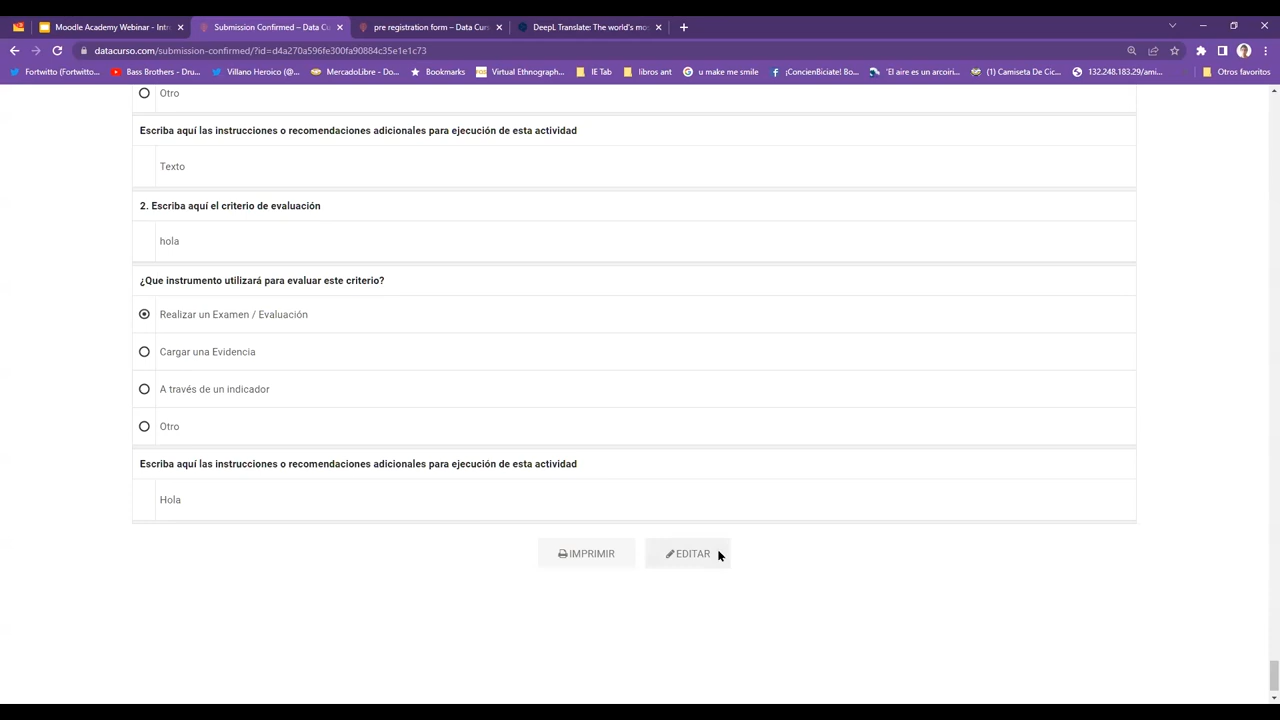 Moodle Academy Webinar - Intr
Submission Confirmed – Data Cu
pre registration form – Data Curs
DeepL Translate: The world's mos
datacurso.com/submission-confirmed/?id=d4a270a596fe300fa90884c35e1e1c73
Twitter
Fortwitto (Fortwitto...
Bass Brothers - Dru...
Villano Heroico (@...
MercadoLibre - Do...
Bookmarks
Virtual Ethnograph...
IE Tab
libros ant
u make me smile
¡ConcienBiciate! Bo...
'El aire es un arcoiri...
(1) Camiseta De Cic...
132.248.183.29/ami...
Otros favoritos
Otro
Escriba aquí las instrucciones o recomendaciones adicionales para ejecución de esta actividad
Texto
2. Escriba aquí el criterio de evaluación
hola
¿Que instrumento utilizará para evaluar este criterio?
Realizar un Examen / Evaluación
Cargar una Evidencia
A través de un indicador
Otro
Escriba aquí las instrucciones o recomendaciones adicionales para ejecución de esta actividad
Hola
IMPRIMIR
EDITAR